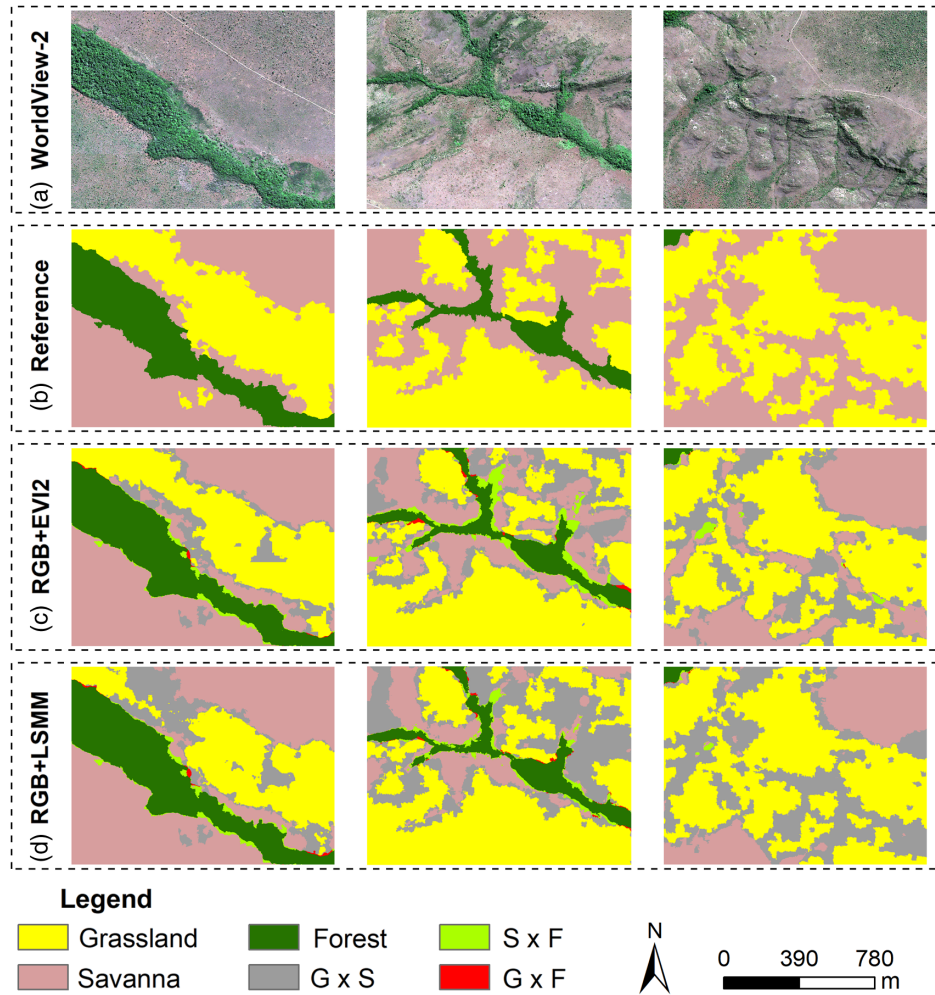 (a) WorldView-2
(b) Reference
(c) RGB+EVI2
(d) RGB+LSMM
Legend
Grassland
Forest
S x F
Savanna
G x S
G x F
N
0 390 780
m